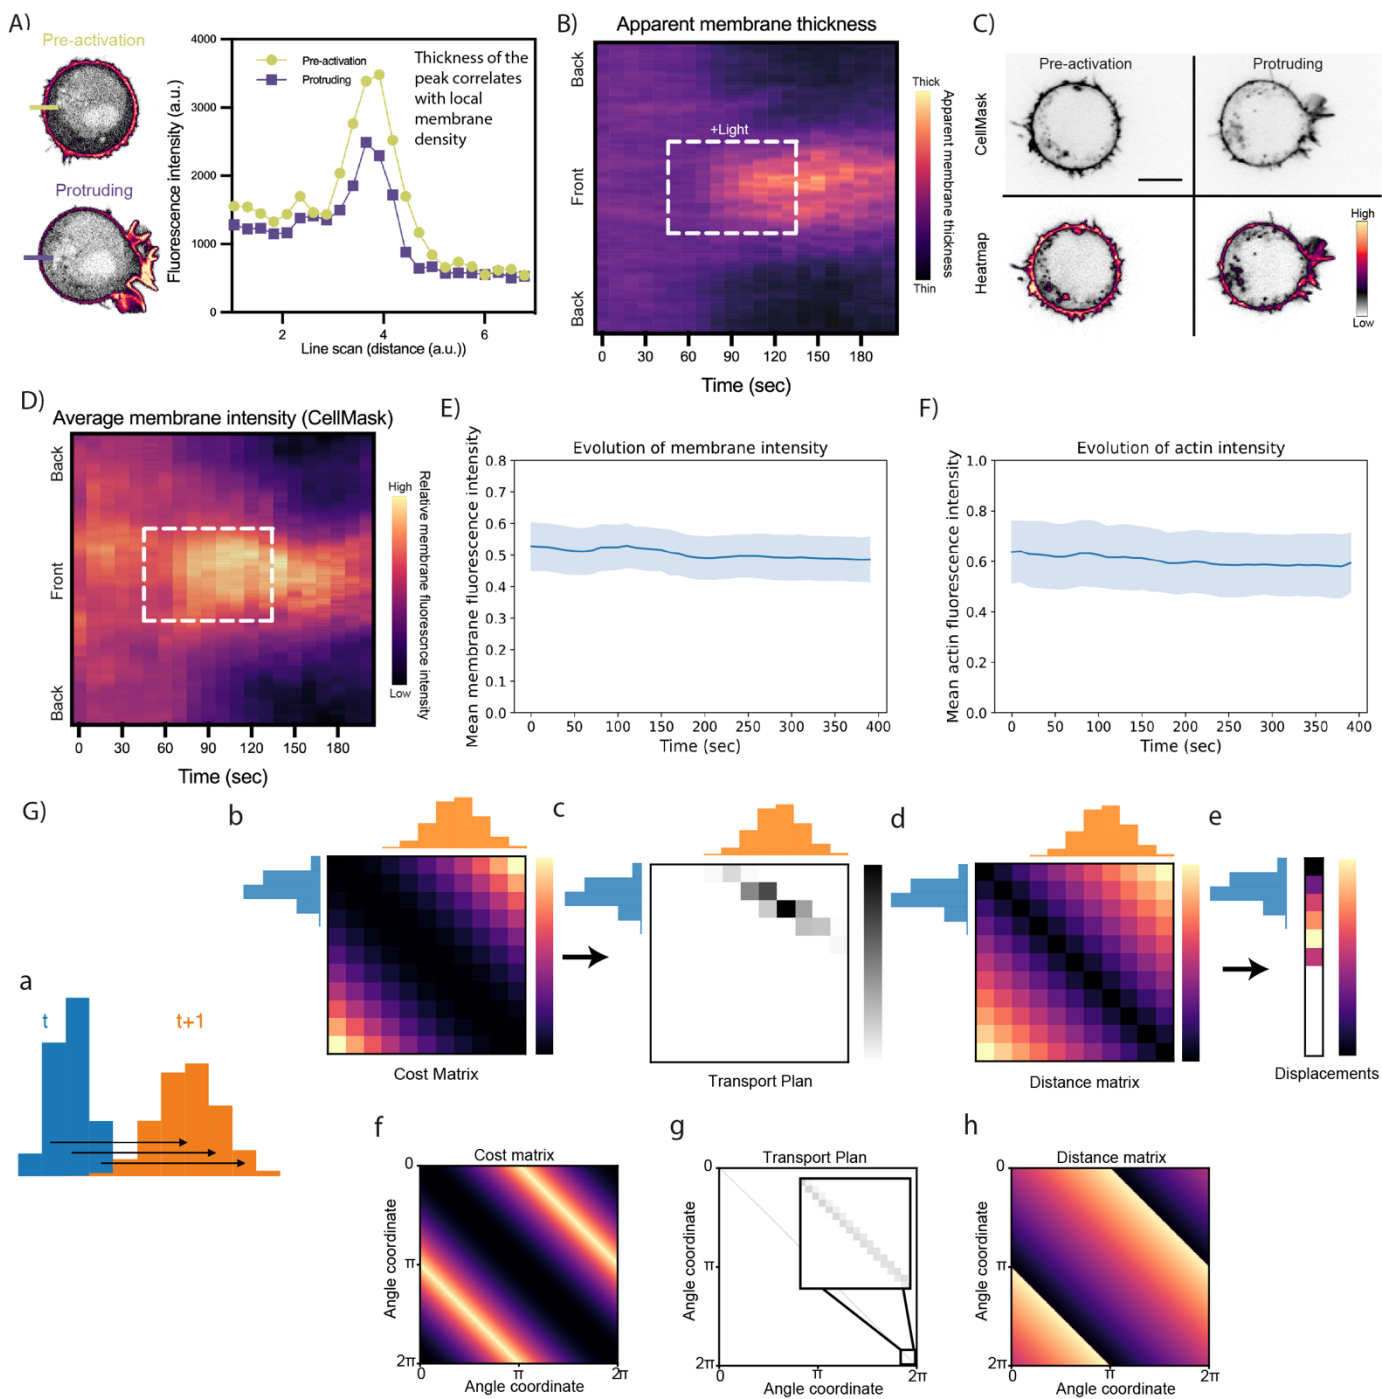 A)
Pre-activation
Protruding
Fluorescence intensity (a.u.)
4000
3000
2000
1000
0
Pre-activation
Protruding
Thickness of the
peak correlates
with local
membrane
density
2
4
6
Line scan (distance (a.u.))
B)
Apparent membrane thickness
Back
Front
Back
+Light
0
30
60
90
120
150
180
Time (sec)
Thick
Thin
Apparent membrane thickness
C)
Pre-activation
Protruding
CellMask
Heatmap
High
Low
D)
Average membrane intensity (CellMask)
Back
Front
Back
0
30
60
90
120
150
180
Time (sec)
High
Low
Relative membrane fluorescnce intensity
E)
Evolution of membrane intensity
Mean membrane fluorescence intensity
0.8
0.7
0.6
0.5
0.4
0.3
0.2
0.1
0.0
0
50
100
150
200
250
300
350
400
Time (sec)
F)
Evolution of actin intensity
Mean actin fluorescence intensity
1.0
0.8
0.6
0.4
0.2
0.0
0
50
100
150
200
250
300
350
400
Time (sec)
G)
a
t
t+1
b
Cost Matrix
c
Transport Plan
d
Distance matrix
e
Displacements
f
Cost matrix
Angle coordinate
0
π
2π
0
π
2π
Angle coordinate
g
Transport Plan
Angle coordinate
0
π
2π
0
π
2π
Angle coordinate
h
Distance matrix
Angle coordinate
0
π
2π
0
π
2π
Angle coordinate